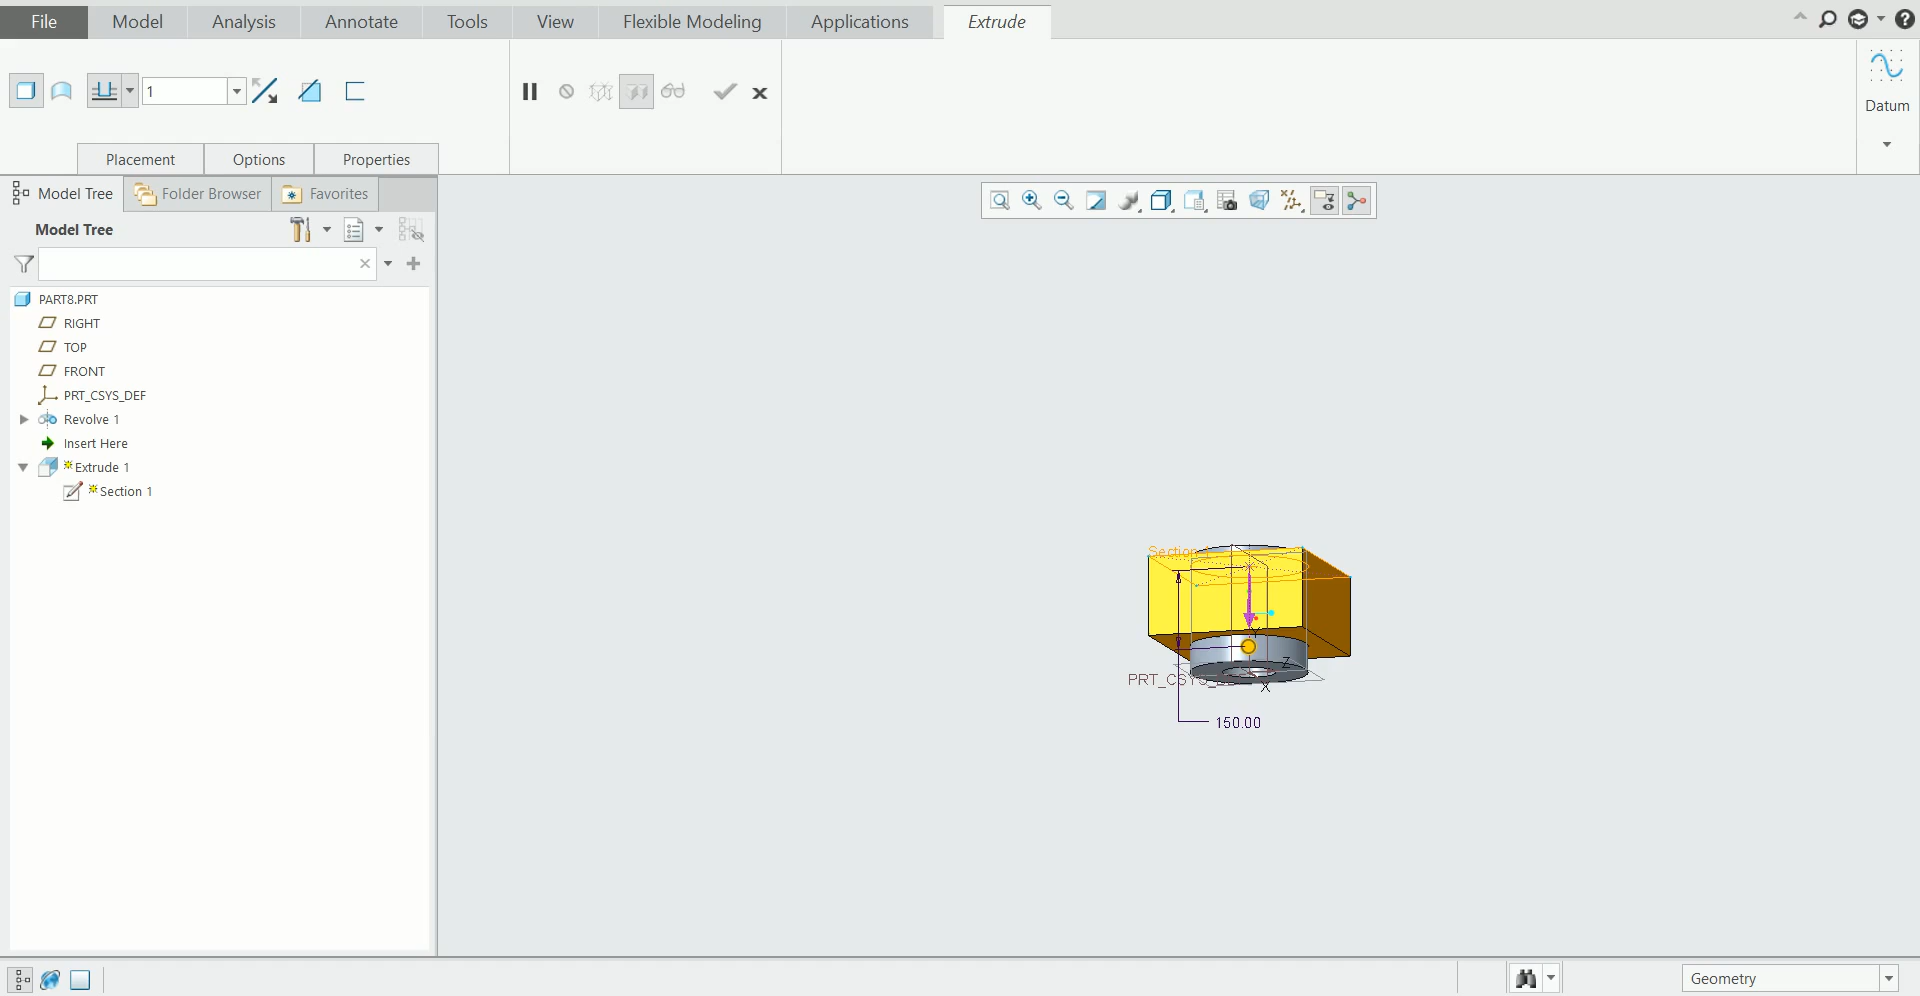 File Model Analysis Annotate Tools View Flexible Modeling Applications Extrude
1
Datum
Placement Options Properties
Model Tree Folder Browser Favorites
Model Tree
PART8.PRT
RIGHT
TOP
FRONT
PRT_CSYS_DEF
Revolve 1
Insert Here
Extrude 1
Section 1
Section
Y
Z
PRT_CSYS_
X
150.00
Geometry